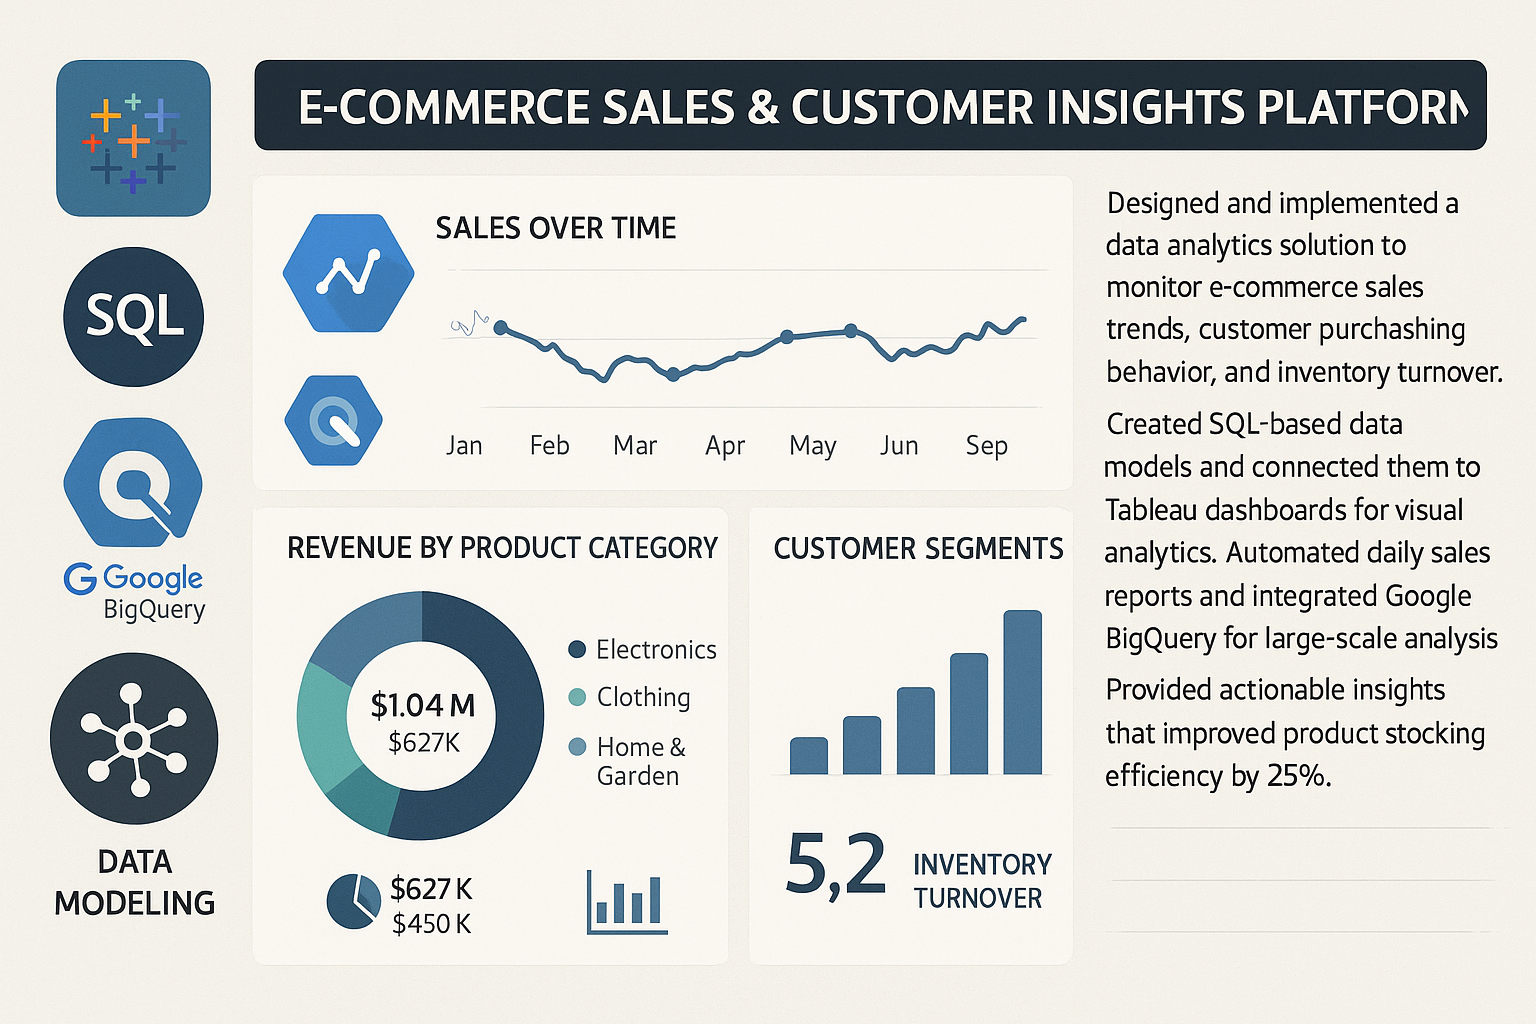 E-COMMERCE SALES & CUSTOMER INSIGHTS PLATFORM
SQL
Google
BigQuery
DATA
MODELING
SALES OVER TIME
Jan Feb Mar Apr May Jun Sep
REVENUE BY PRODUCT CATEGORY
$1.04 M
$627K
Electronics
Clothing
Home &
Garden
$627 K
$450 K
CUSTOMER SEGMENTS
5,2
INVENTORY
TURNOVER
Designed and implemented a
data analytics solution to
monitor e-commerce sales
trends, customer purchashing
behavior, and inventory turnover.
Created SQL-based data
models and connected them to
Tableau dashboards for visual
analytics. Automated daily sales
reports and integrated Google
BigQuery for large-scale analysis
Provided actionable insights
that improved product stocking
efficiency by 25%.